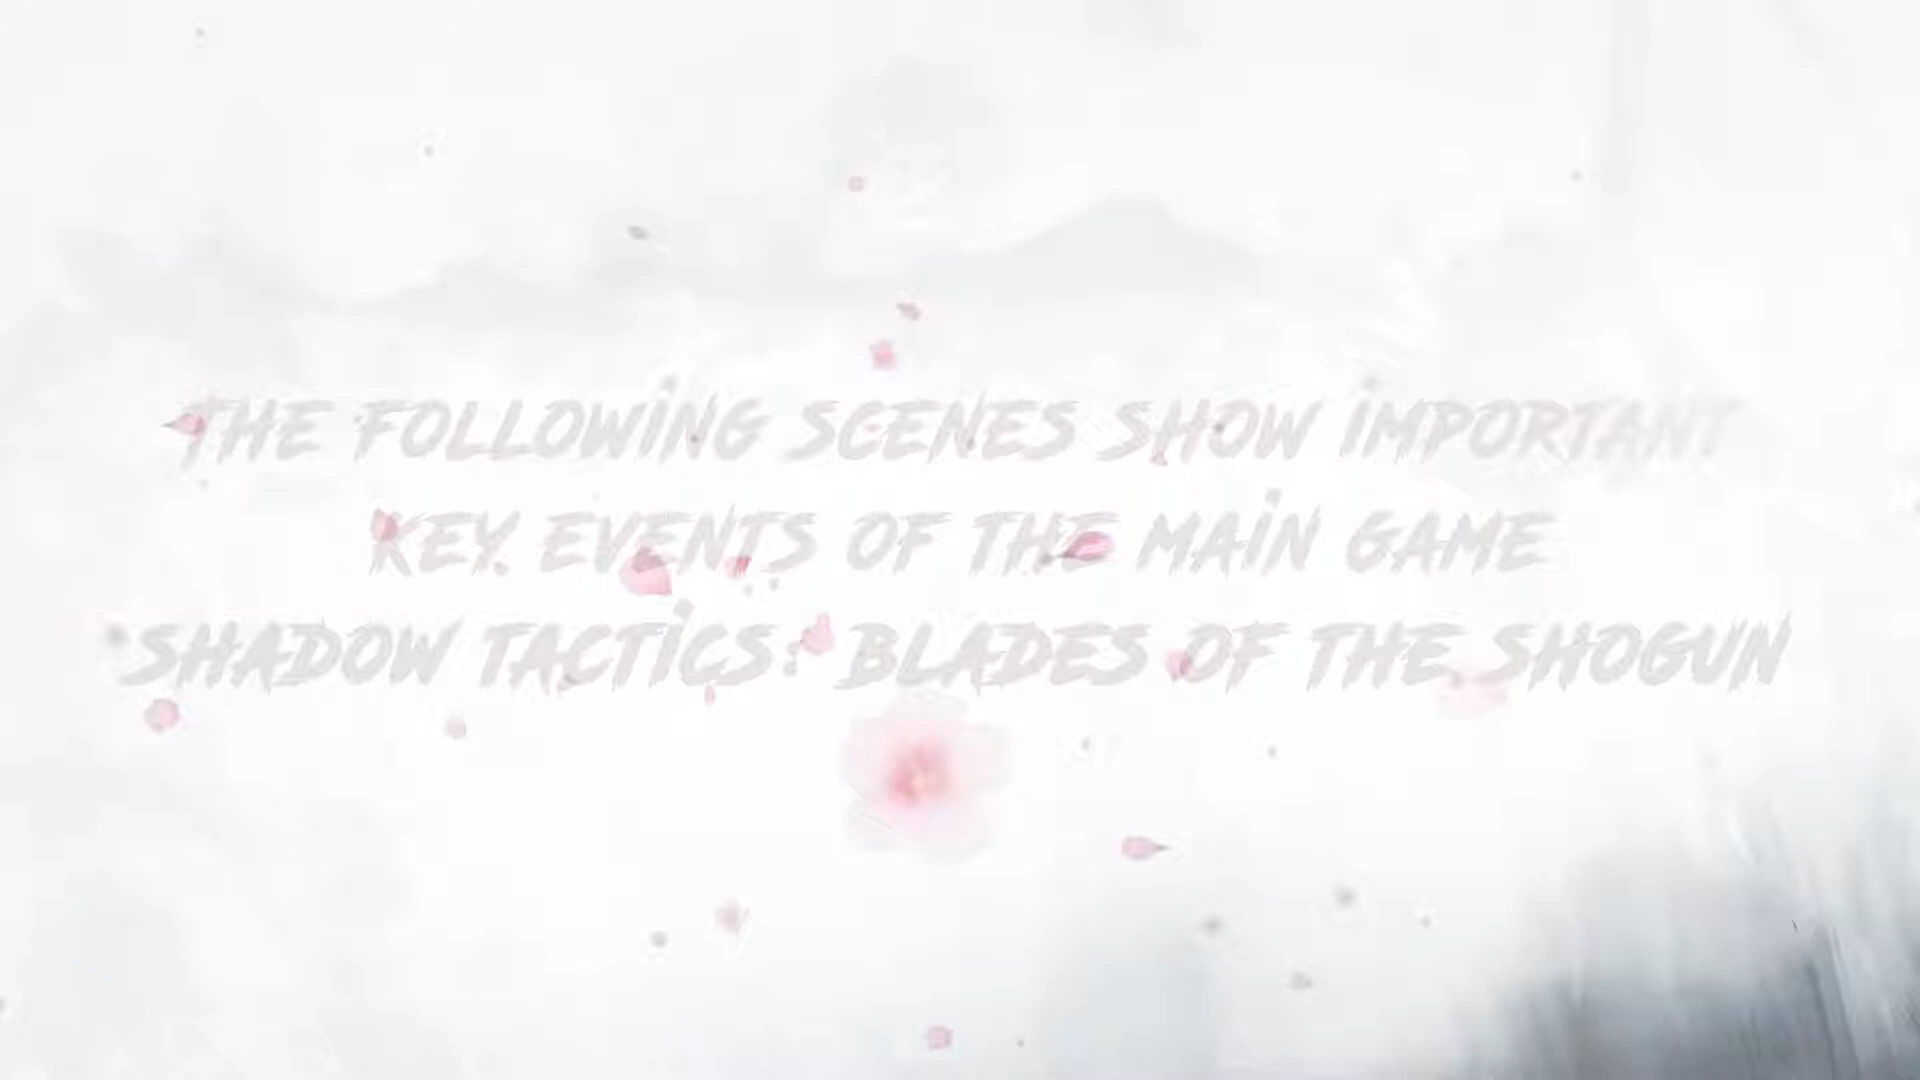 THE FOLLOWING SCENES SHOW IMPORTANT
KEY EVENTS OF THE MAIN GAME
SHADOW TACTICS: BLADES OF THE SHOGUN